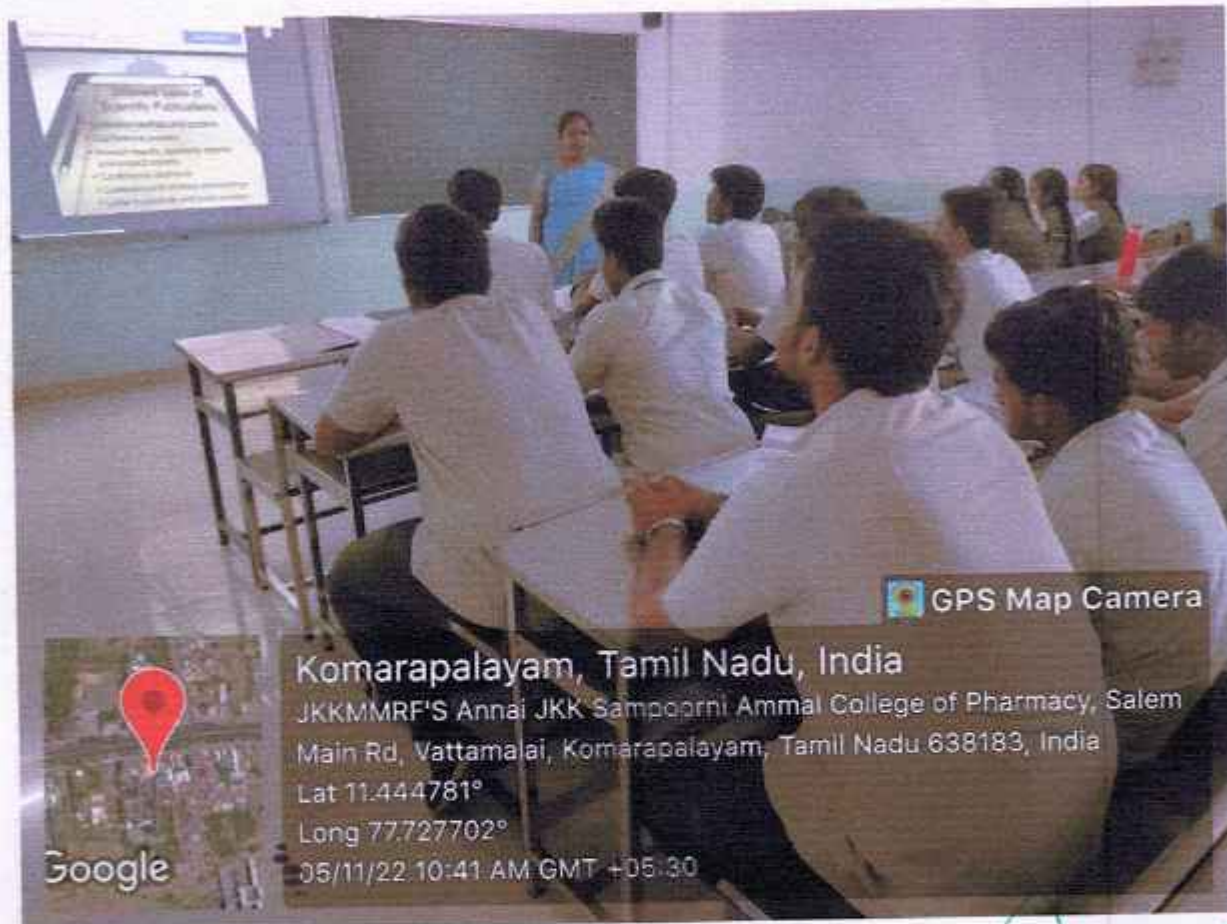 Scientific Publications
GPS Map Camera
Komarapalayam, Tamil Nadu, India
JKKMMRF'S Annai JKK Sampoorni Ammal College of Pharmacy, Salem
Main Rd, Vattamalai, Komarapalayam, Tamil Nadu 638183, India
Lat 11.444781°
Long 77.727702°
05/11/22 10:41 AM GMT +05:30
Google